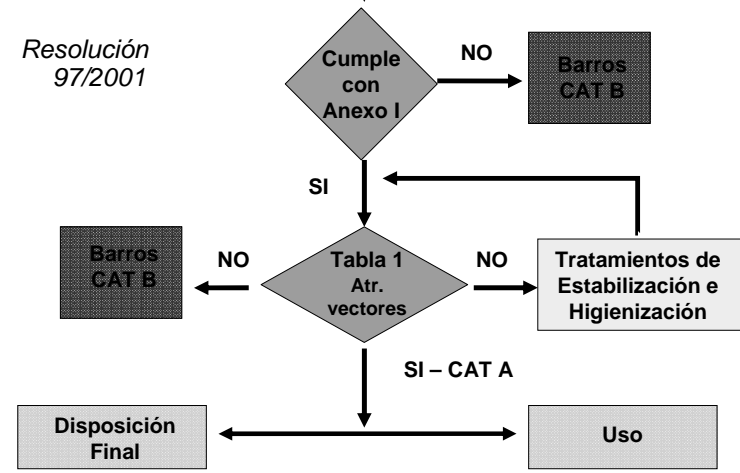 Resolución
97/2001
Cumple
con
Anexo I
NO
Barros
CAT B
SI
Barros
CAT B
NO
Tabla 1
Atr.
vectores
NO
Tratamientos de
Estabilización e
Higienización
SI – CAT A
Disposición
Final
Uso